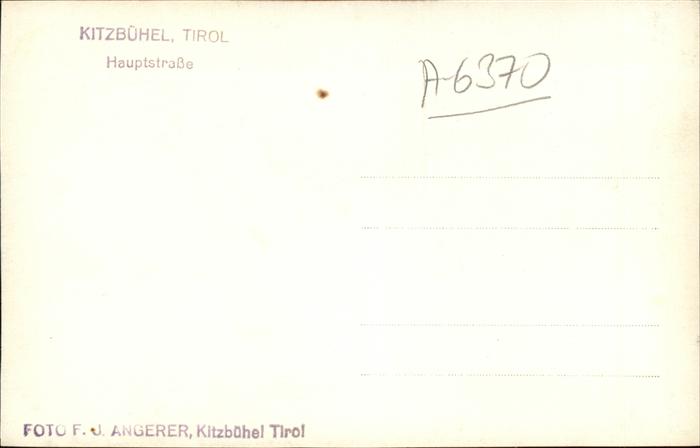 KITZBÜHEL, TIROL
Hauptstraße
A-6370
FOTO F. J. ANGERER, Kitzbühel Tirol